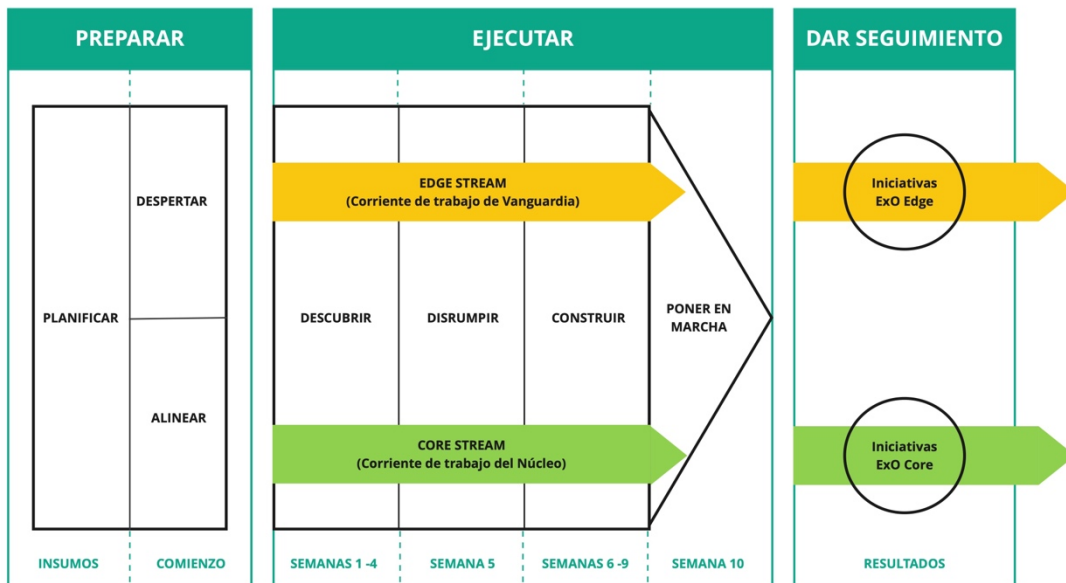 PREPARAR
EJECUTAR
DAR SEGUIMIENTO
PLANIFICAR
DESPERTAR
ALINEAR
EDGE STREAM
(Corriente de trabajo de Vanguardia)
DESCUBRIR
DISRUMPIR
CONSTRUIR
PONER EN
MARCHA
CORE STREAM
(Corriente de trabajo del Núcleo)
Iniciativas
ExO Edge
Iniciativas
ExO Core
INSUMOS
COMIENZO
SEMANAS 1 -4
SEMANA 5
SEMANAS 6 -9
SEMANA 10
RESULTADOS